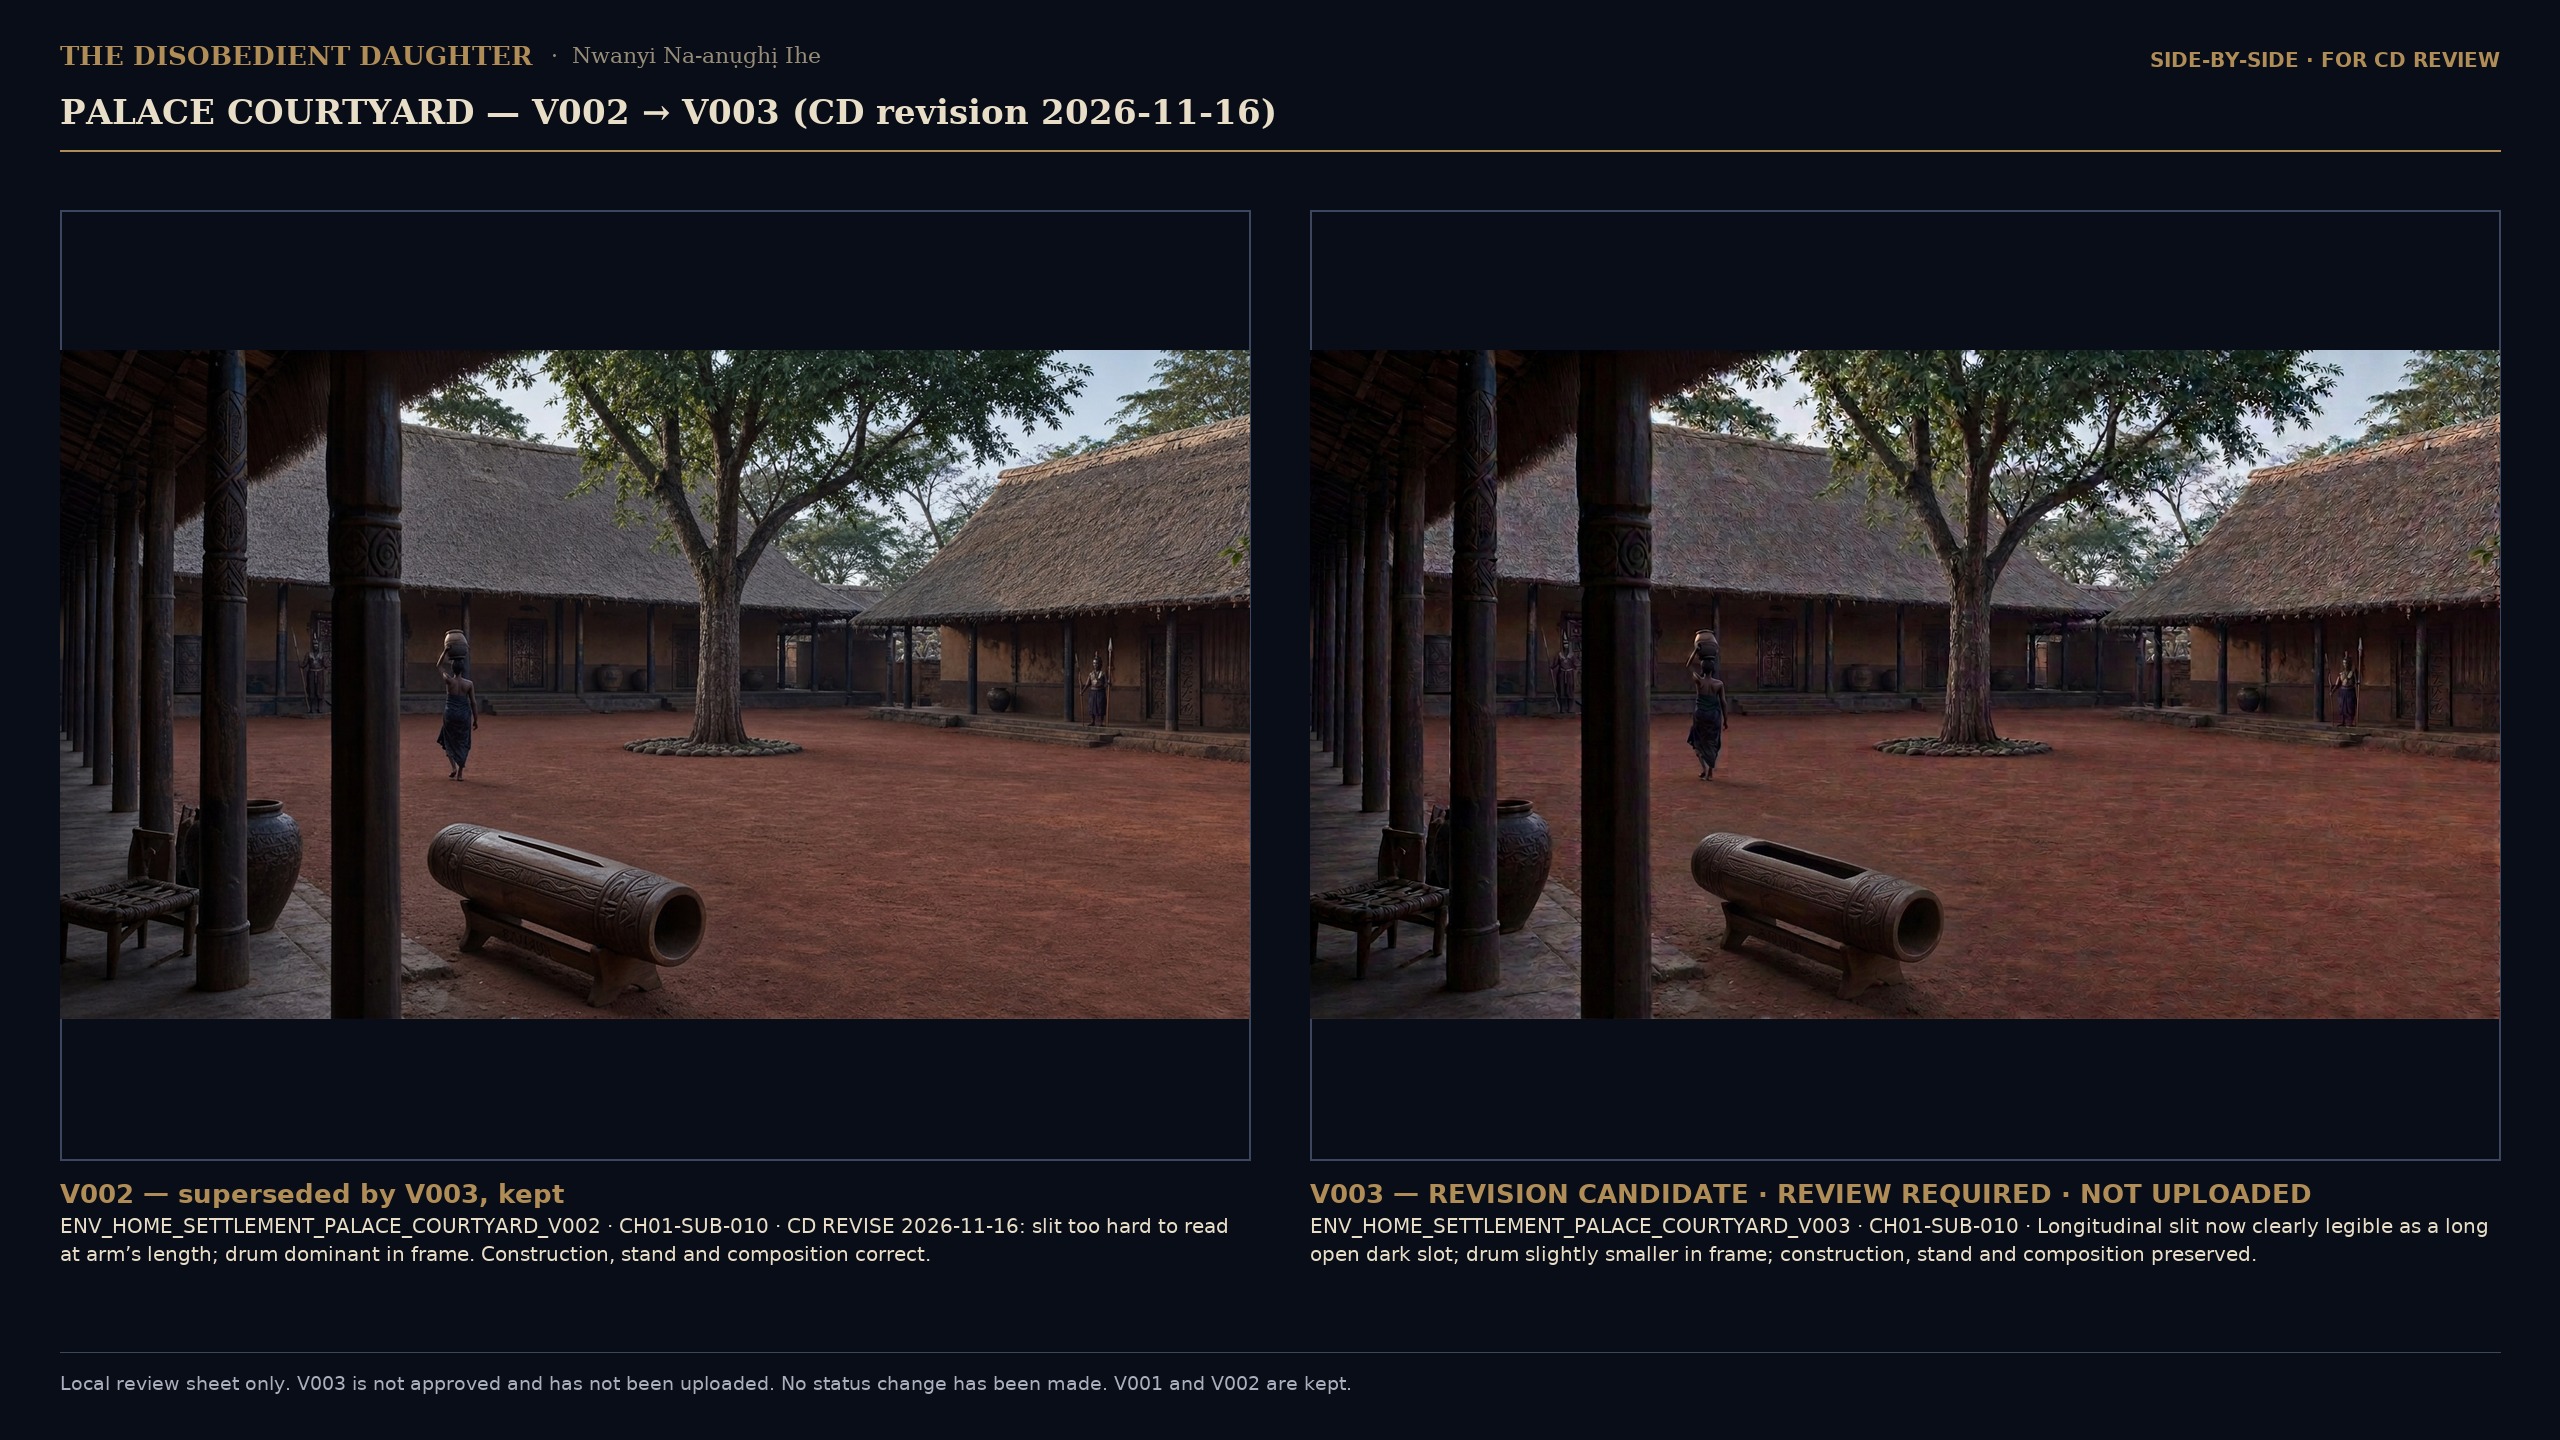 THE DISOBEDIENT DAUGHTER · Nwanyi Na-anụghị Ihe
SIDE-BY-SIDE · FOR CD REVIEW
PALACE COURTYARD — V002 → V003 (CD revision 2026-11-16)
V002 — superseded by V003, kept
ENV_HOME_SETTLEMENT_PALACE_COURTYARD_V002 · CH01-SUB-010 · CD REVISE 2026-11-16: slit too hard to read
at arm’s length; drum dominant in frame. Construction, stand and composition correct.
V003 — REVISION CANDIDATE · REVIEW REQUIRED · NOT UPLOADED
ENV_HOME_SETTLEMENT_PALACE_COURTYARD_V003 · CH01-SUB-010 · Longitudinal slit now clearly legible as a long
open dark slot; drum slightly smaller in frame; construction, stand and composition preserved.
Local review sheet only. V003 is not approved and has not been uploaded. No status change has been made. V001 and V002 are kept.